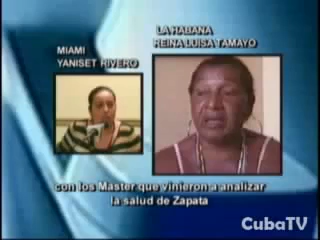 LA HABANA
REINA LUISA TAMAYO
MIAMI
YANISET RIVERO
con los Master que vinieron a analizar
la salud de Zapata
CubaTV